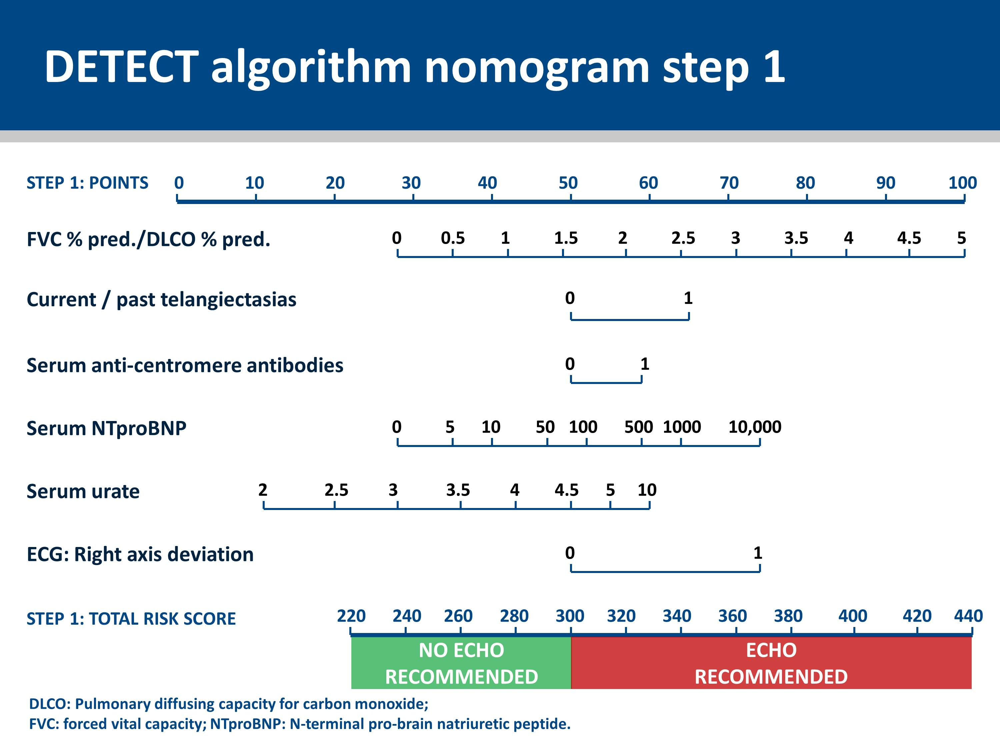 DETECT algorithm nomogram step 1
STEP 1: POINTS 0 10 20 30 40 50 60 70 80 90 100
FVC % pred./DLCO % pred. 0 0.5 1 1.5 2 2.5 3 3.5 4 4.5 5
Current / past telangiectasias 0 1
Serum anti-centromere antibodies 0 1
Serum NTproBNP 0 5 10 50 100 500 1000 10,000
Serum urate 2 2.5 3 3.5 4 4.5 5 10
ECG: Right axis deviation 0 1
STEP 1: TOTAL RISK SCORE 220 240 260 280 300 320 340 360 380 400 420 440
NO ECHO ECHO
RECOMMENDED RECOMMENDED
DLCO: Pulmonary diffusing capacity for carbon monoxide;
FVC: forced vital capacity; NTproBNP: N-terminal pro-brain natriuretic peptide.